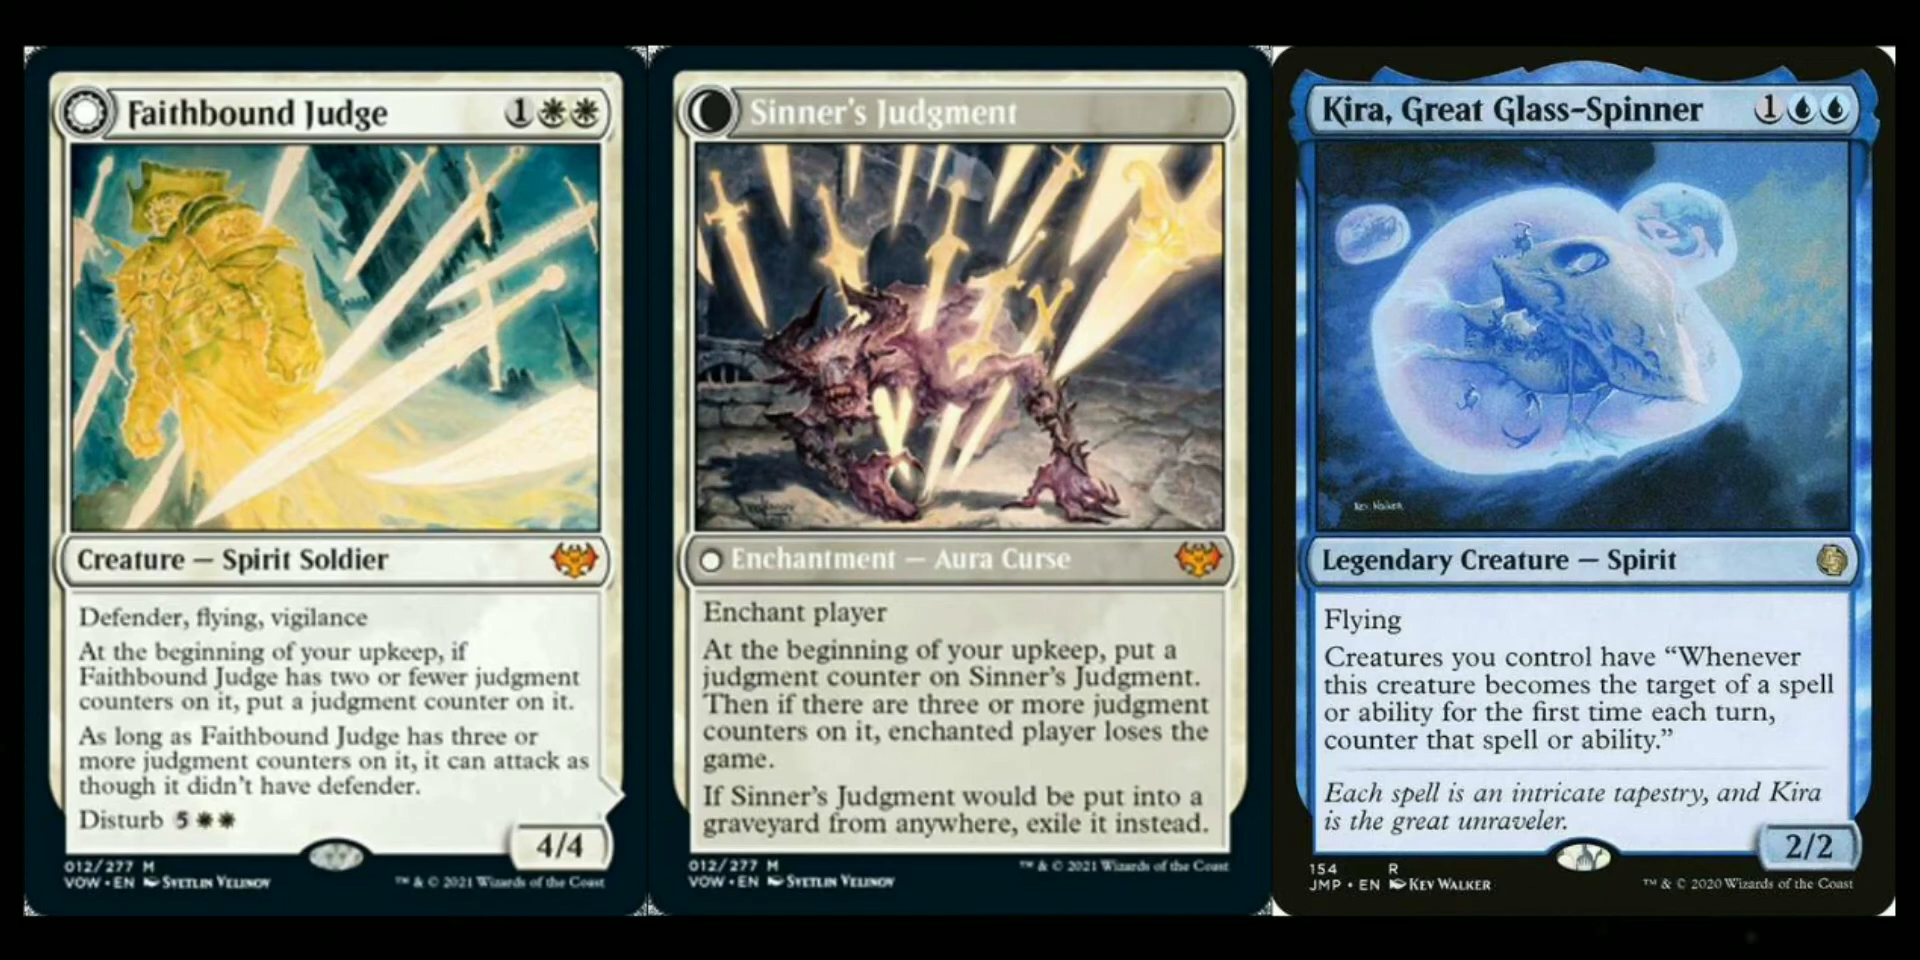 Faithbound Judge 1
Creature — Spirit Soldier
Defender, flying, vigilance
At the beginning of your upkeep, if
Faithbound Judge has two or fewer judgment
counters on it, put a judgment counter on it.
As long as Faithbound Judge has three or
more judgment counters on it, it can attack as
though it didn't have defender.
Disturb 5
4/4
012/277 M
VOW • EN Svetlin Velinov
™ & © 2021 Wizards of the Coast
Sinner's Judgment
Enchantment — Aura Curse
Enchant player
At the beginning of your upkeep, put a
judgment counter on Sinner's Judgment.
Then if there are three or more judgment
counters on it, enchanted player loses the
game.
If Sinner's Judgment would be put into a
graveyard from anywhere, exile it instead.
012/277 M
VOW • EN Svetlin Velinov
™ & © 2021 Wizards of the Coast
Kira, Great Glass-Spinner 1
Kev Walker
Legendary Creature — Spirit
Flying
Creatures you control have “Whenever
this creature becomes the target of a spell
or ability for the first time each turn,
counter that spell or ability.”
Each spell is an intricate tapestry, and Kira
is the great unraveler.
2/2
154 R
JMP • EN Kev Walker
™ & © 2020 Wizards of the Coast